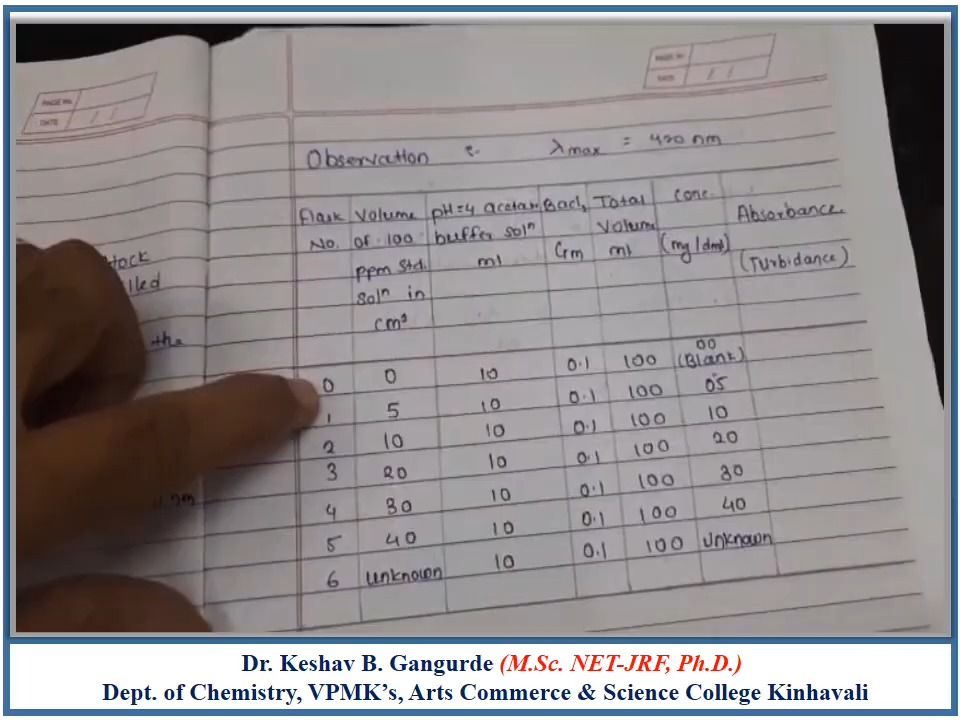 PAGE No.
DATE
PAGE No.
DATE
Observation :- λmax = 420 nm
Flask No. | Volume of 100 ppm Std. Soln in cm³ | pH=4 acetate buffer soln ml | Bacl₂ Gm | Total Volume ml | Conc. (mg/dm³) | Absorbance (Turbidance)
0 | 0 | 10 | 0.1 | 100 | 00 (Blank)
1 | 5 | 10 | 0.1 | 100 | 05
2 | 10 | 10 | 0.1 | 100 | 10
3 | 20 | 10 | 0.1 | 100 | 20
4 | 30 | 10 | 0.1 | 100 | 30
5 | 40 | 10 | 0.1 | 100 | 40
6 | unknown | 10 | 0.1 | 100 | unknown
the
Dr. Keshav B. Gangurde (M.Sc. NET-JRF, Ph.D.)
Dept. of Chemistry, VPMK's, Arts Commerce & Science College Kinhavali